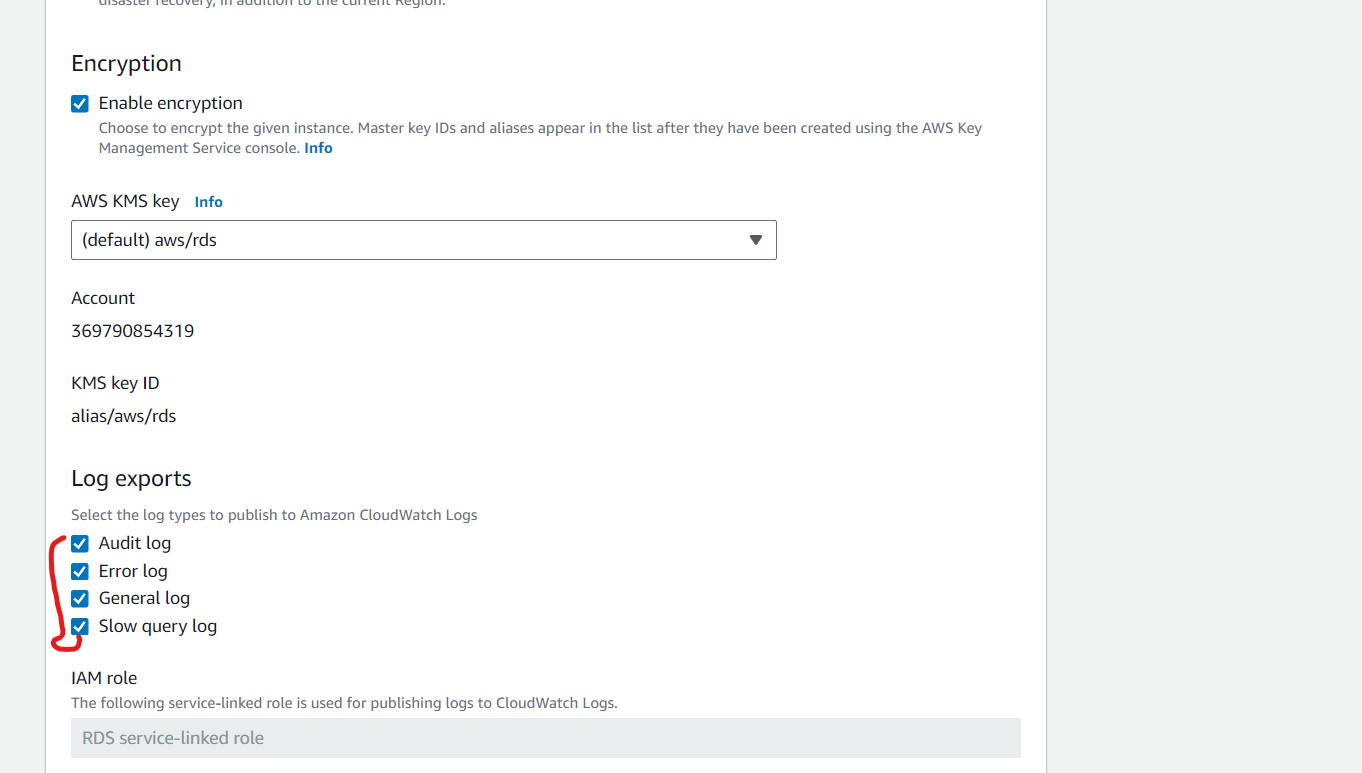 disaster recovery, in addition to the current Region.
Encryption
Enable encryption
Choose to encrypt the given instance. Master key IDs and aliases appear in the list after they have been created using the AWS Key
Management Service console. Info
AWS KMS key Info
(default) aws/rds
Account
369790854319
KMS key ID
alias/aws/rds
Log exports
Select the log types to publish to Amazon CloudWatch Logs
Audit log
Error log
General log
Slow query log
IAM role
The following service-linked role is used for publishing logs to CloudWatch Logs.
RDS service-linked role